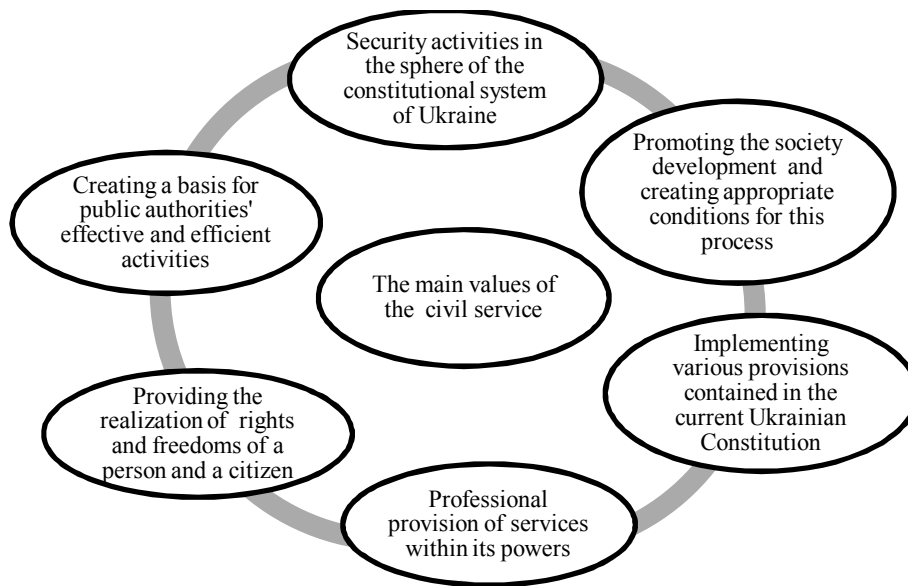 Security activities in
the sphere of the
constitutional system
of Ukraine
Promoting the society
development and
creating appropriate
conditions for this
process
Implementing
various provisions
contained in the
current Ukrainian
Constitution
Professional
provision of services
within its powers
Providing the
realization of rights
and freedoms of a
person and a citizen
Creating a basis for
public authorities'
effective and efficient
activities
The main values of
the civil service